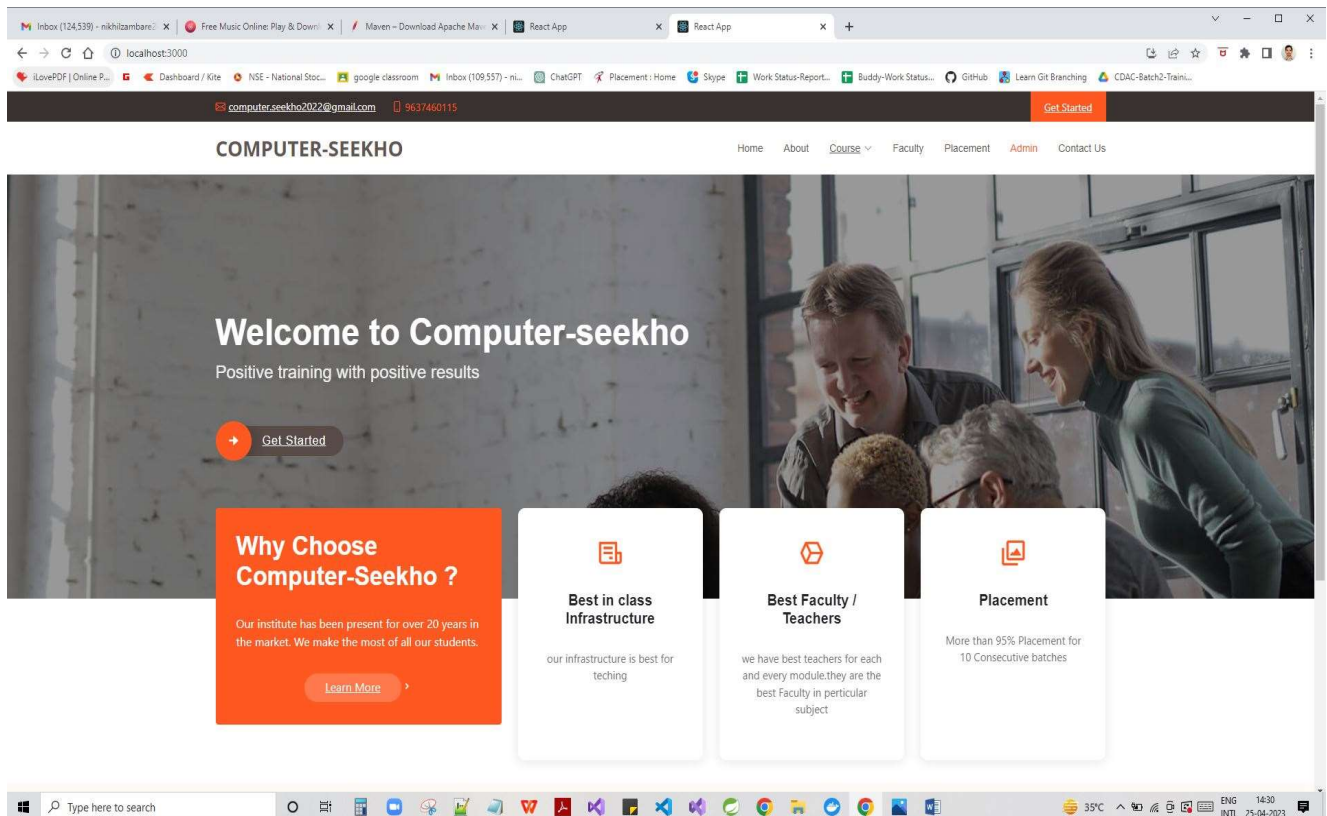 Inbox (124,539) - nikhilzambare2
Free Music Online: Play & Downl
Maven – Download Apache Mav
React App
React App
localhost:3000
iLovePDF | Online P...
Dashboard / Kite
NSE - National Stoc...
google classroom
Inbox (109,557) - ni...
ChatGPT
Placement : Home
Skype
Work Status-Report...
Buddy-Work Status...
GitHub
Learn Git Branching
CDAC-Batch2-Traini...
computer.seekho2022@gmail.com
9637460115
Get Started
COMPUTER-SEEKHO
Home
About
Course
Faculty
Placement
Admin
Contact Us
Welcome to Computer-seekho
Positive training with positive results
Get Started
Why Choose
Computer-Seekho ?
Our institute has been present for over 20 years in
the market. We make the most of all our students.
Learn More
Best in class
Infrastructure
our infrastructure is best for
teching
Best Faculty /
Teachers
we have best teachers for each
and every module.they are the
best Faculty in perticular
subject
Placement
More than 95% Placement for
10 Consecutive batches
Type here to search
35°C
ENG
INTL
14:30
25-04-2023